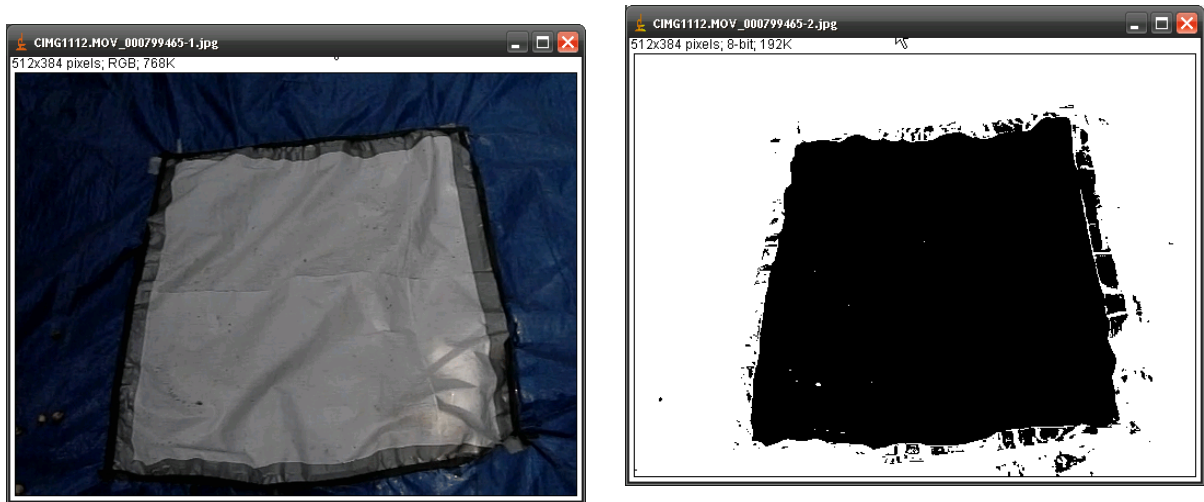 CIMG1112.MOV_000799465-1.jpg
512x384 pixels; RGB; 768K
CIMG1112.MOV_000799465-2.jpg
512x384 pixels; 8-bit; 192K